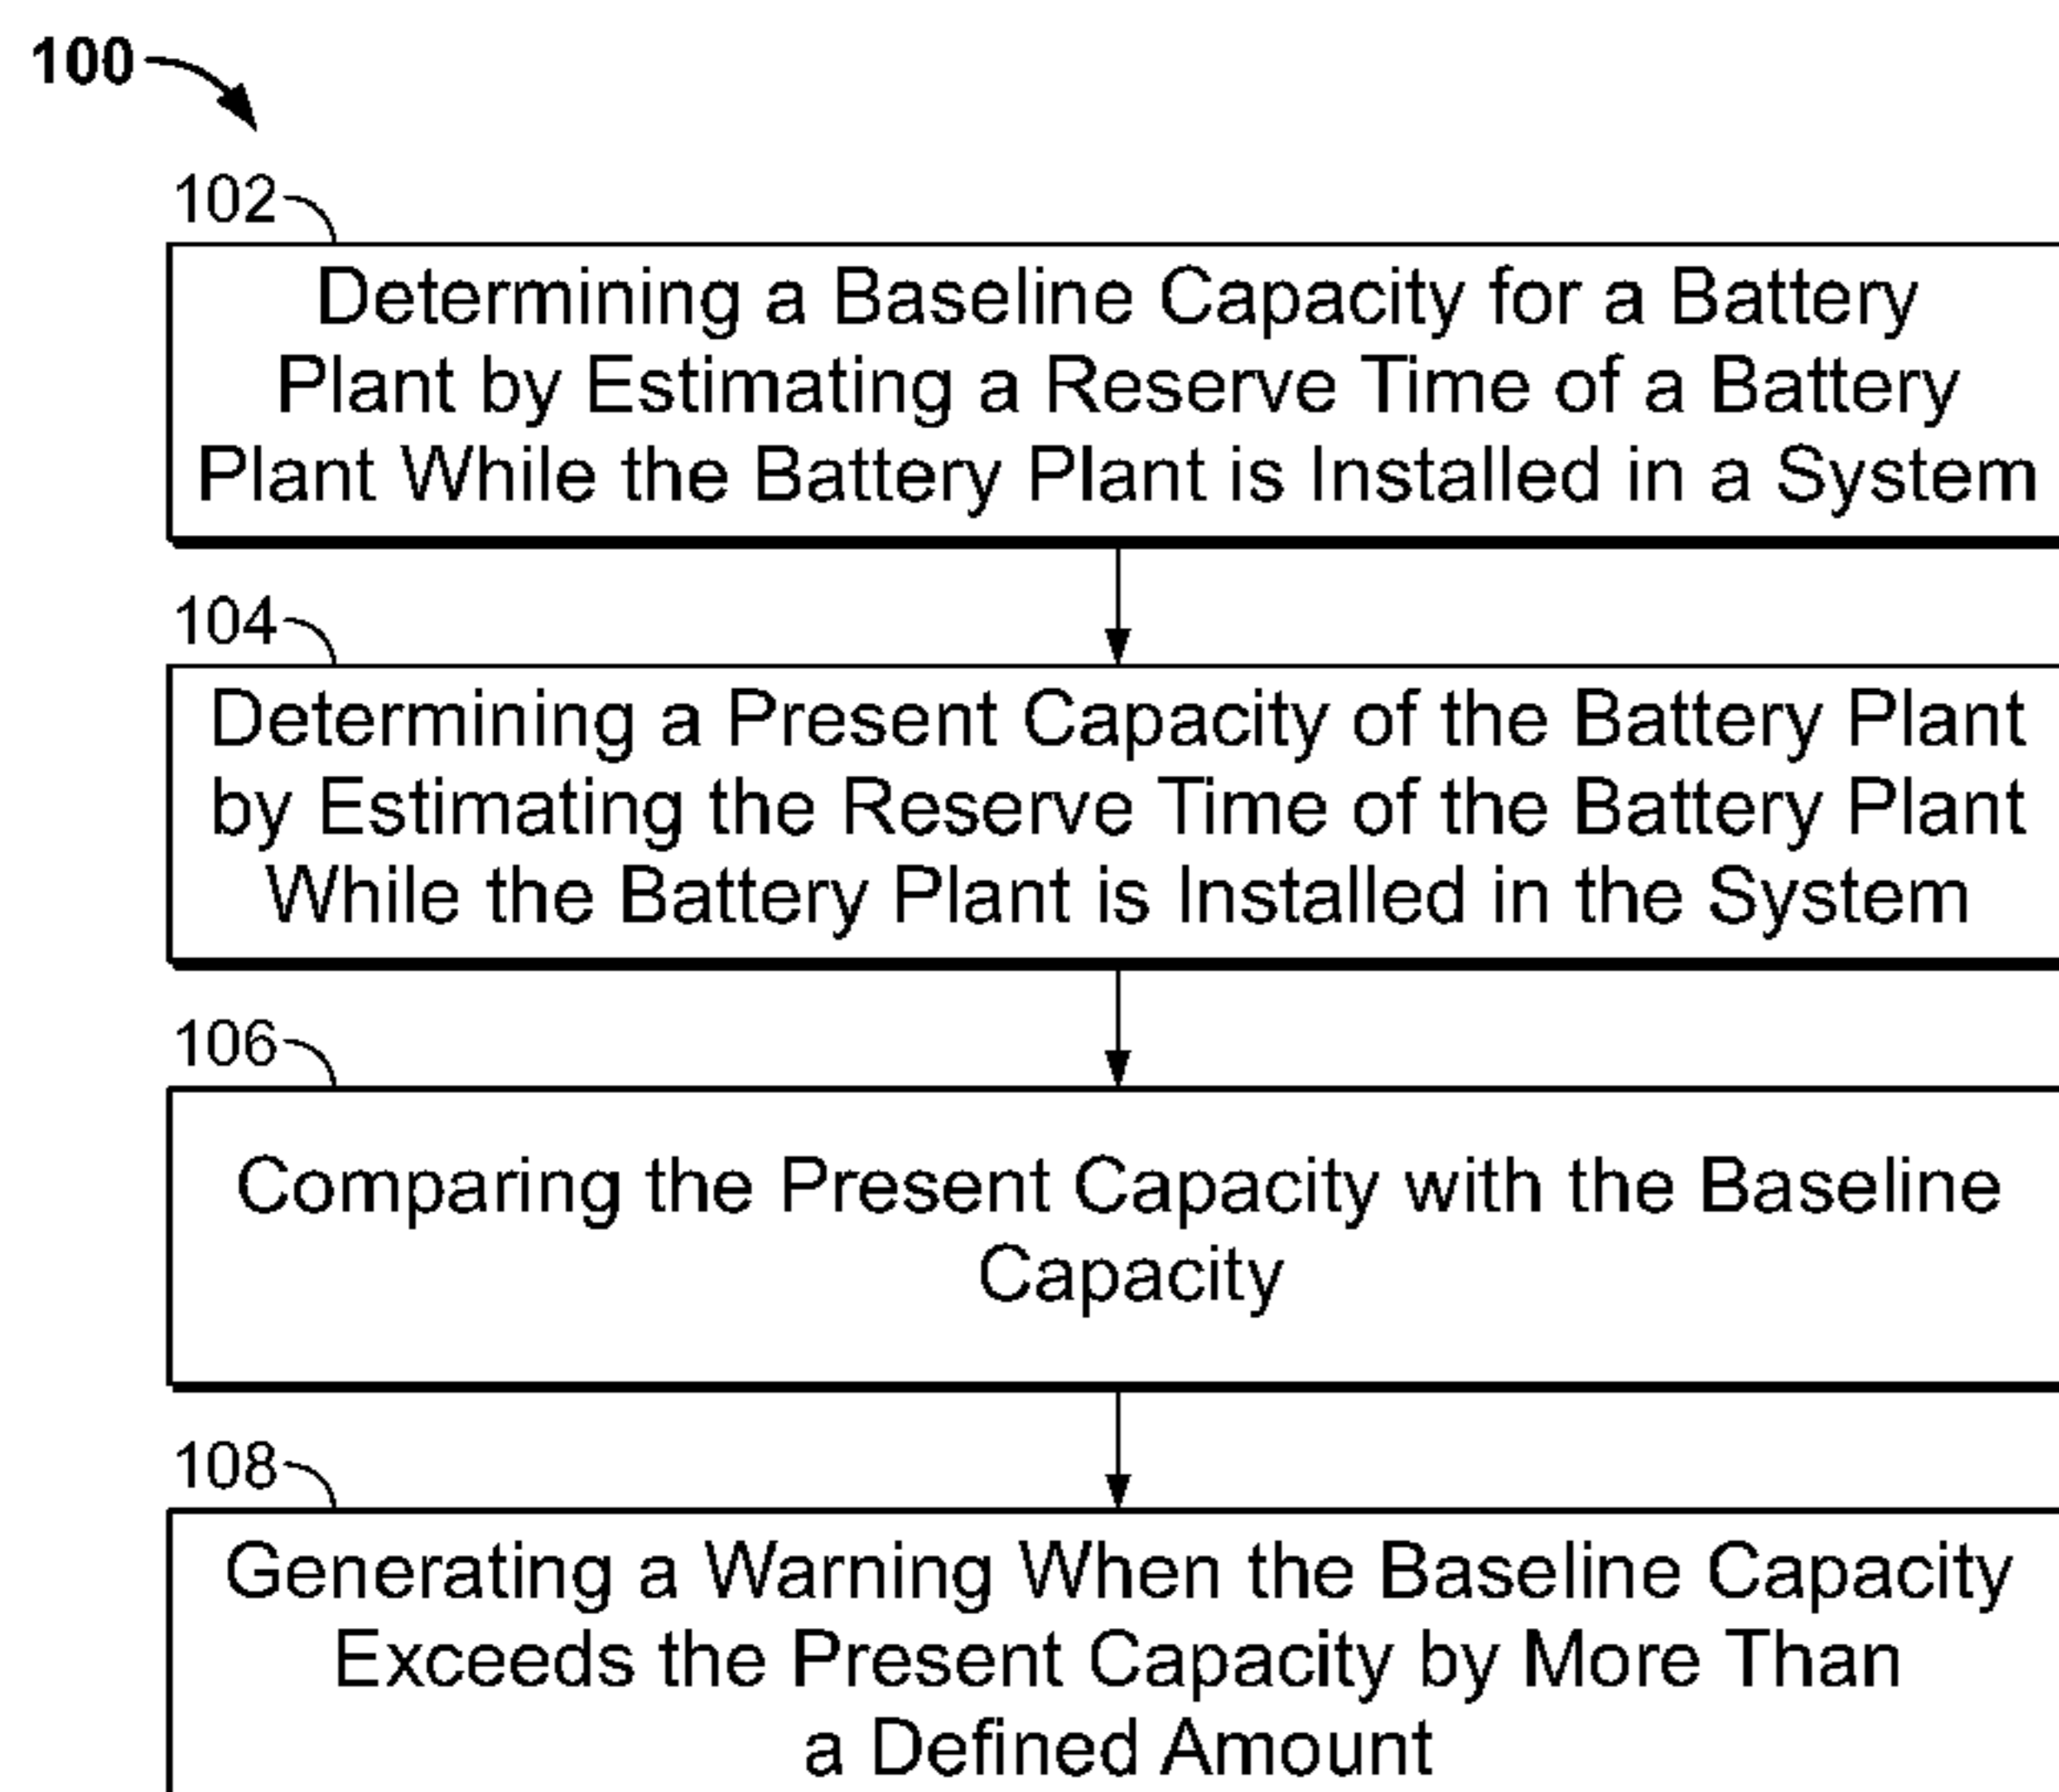 100
102
Determining a Baseline Capacity for a Battery
Plant by Estimating a Reserve Time of a Battery
Plant While the Battery Plant is Installed in a System
104
Determining a Present Capacity of the Battery Plant
by Estimating the Reserve Time of the Battery Plant
While the Battery Plant is Installed in the System
106
Comparing the Present Capacity with the Baseline
Capacity
108
Generating a Warning When the Baseline Capacity
Exceeds the Present Capacity by More Than
a Defined Amount